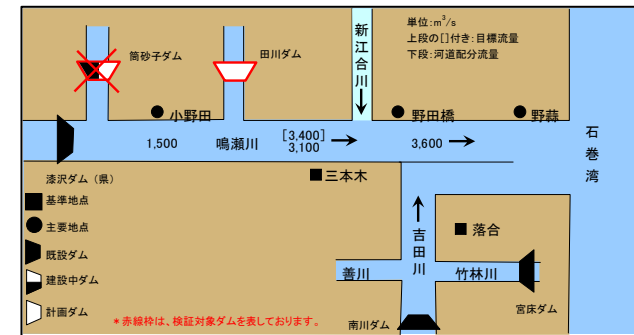 単位:m³/s
上段の[]付き:目標流量
下段:河道配分流量
筒砂子ダム
田川ダム
新江合川
小野田
野田橋
野蒜
石巻湾
1,500
鳴瀬川
[3,400]
3,100
3,600
漆沢ダム（県）
三本木
基準地点
主要地点
既設ダム
建設中ダム
計画ダム
吉田川
落合
善川
竹林川
宮床ダム
南川ダム
*赤線枠は、検証対象ダムを表しております。